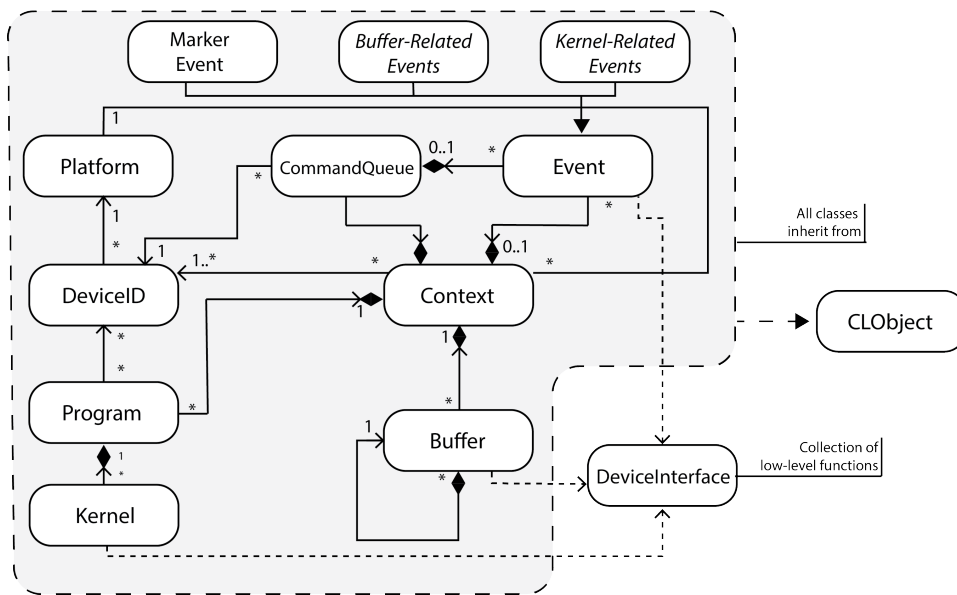 Marker
Event
Buffer-Related
Events
Kernel-Related
Events
1
Platform
CommandQueue
0..1
*
Event
*
*
1
*
1
1..*
*
0..1
*
All classes
inherit from
DeviceID
Context
1
1
CLObject
*
*
Program
*
*
1
Buffer
Collection of
low-level functions
1
*
*
DeviceInterface
Kernel